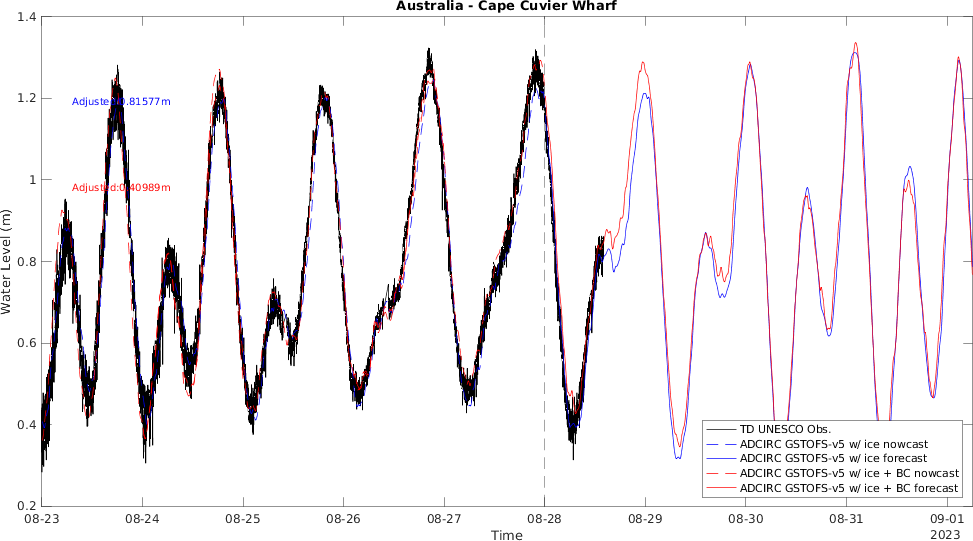 Australia - Cape Cuvier Wharf
1.4
1.2
1
0.8
0.6
0.4
0.2
Water Level (m)
Adjusted:0.81577m
Adjusted:0.40989m
TD UNESCO Obs.
ADCIRC GSTOFS-v5 w/ ice nowcast
ADCIRC GSTOFS-v5 w/ ice forecast
ADCIRC GSTOFS-v5 w/ ice + BC nowcast
ADCIRC GSTOFS-v5 w/ ice + BC forecast
08-23 08-24 08-25 08-26 08-27 08-28 08-29 08-30 08-31 09-01
Time
2023